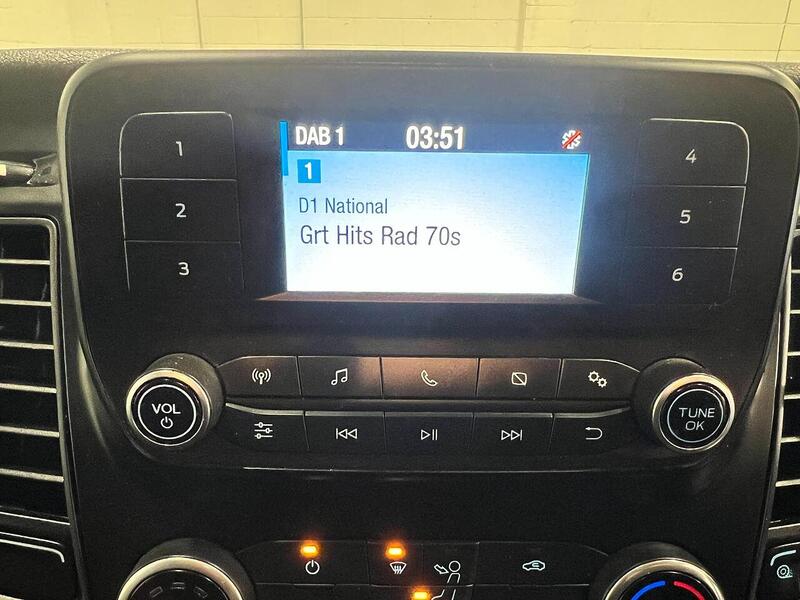 DAB 1 03:51
1
D1 National
Grt Hits Rad 70s
1
2
3
4
5
6
VOL
TUNE
OK